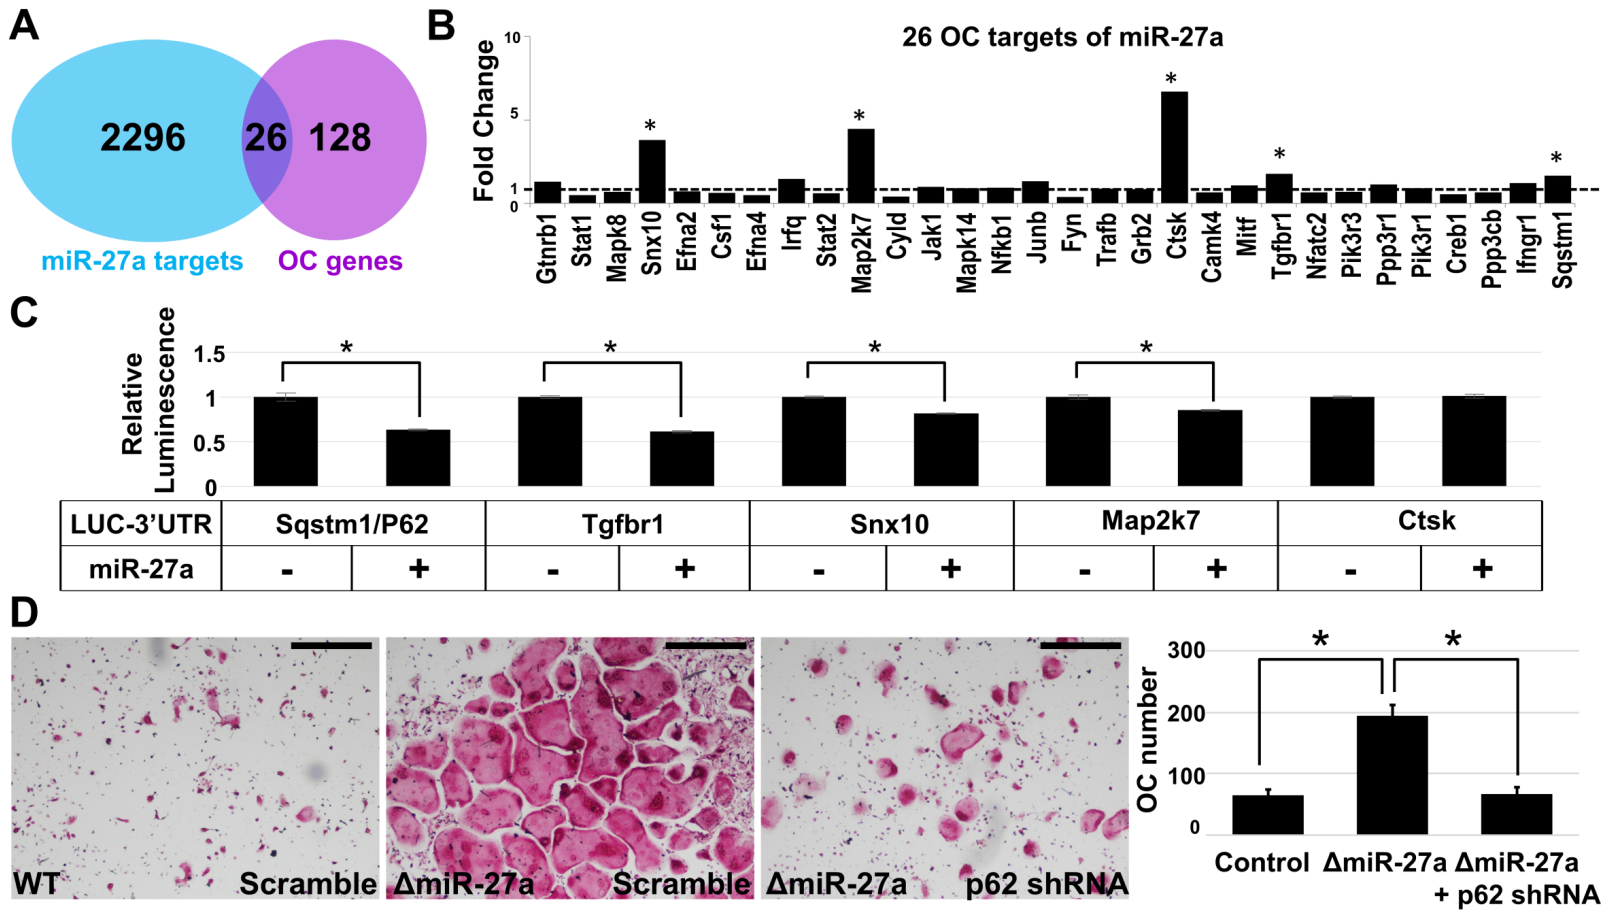 A
2296
26
128
miR-27a targets
OC genes
B
26 OC targets of miR-27a
Fold Change
10
5
1
0
*
*
*
*
*
Gtnrb1
Stat1
Mapk8
Snx10
Efna2
Csf1
Efna4
Irfq
Stat2
Map2k7
Cyld
Jak1
Mapk14
Nfkb1
Junb
Fyn
Trafb
Grb2
Ctsk
Camk4
Mitf
Tgfbr1
Nfatc2
Pik3r3
Ppp3r1
Pik3r1
Creb1
Ppp3cb
Ifngr1
Sqstm1
C
Relative
Luminescence
1.5
1
0.5
0
* * * *
LUC-3'UTR Sqstm1/P62 Tgfbr1 Snx10 Map2k7 Ctsk
miR-27a - + - + - + - + - +
D
WT Scramble
ΔmiR-27a Scramble
ΔmiR-27a p62 shRNA
OC number
300
200
100
0
* *
Control ΔmiR-27a ΔmiR-27a
+ p62 shRNA